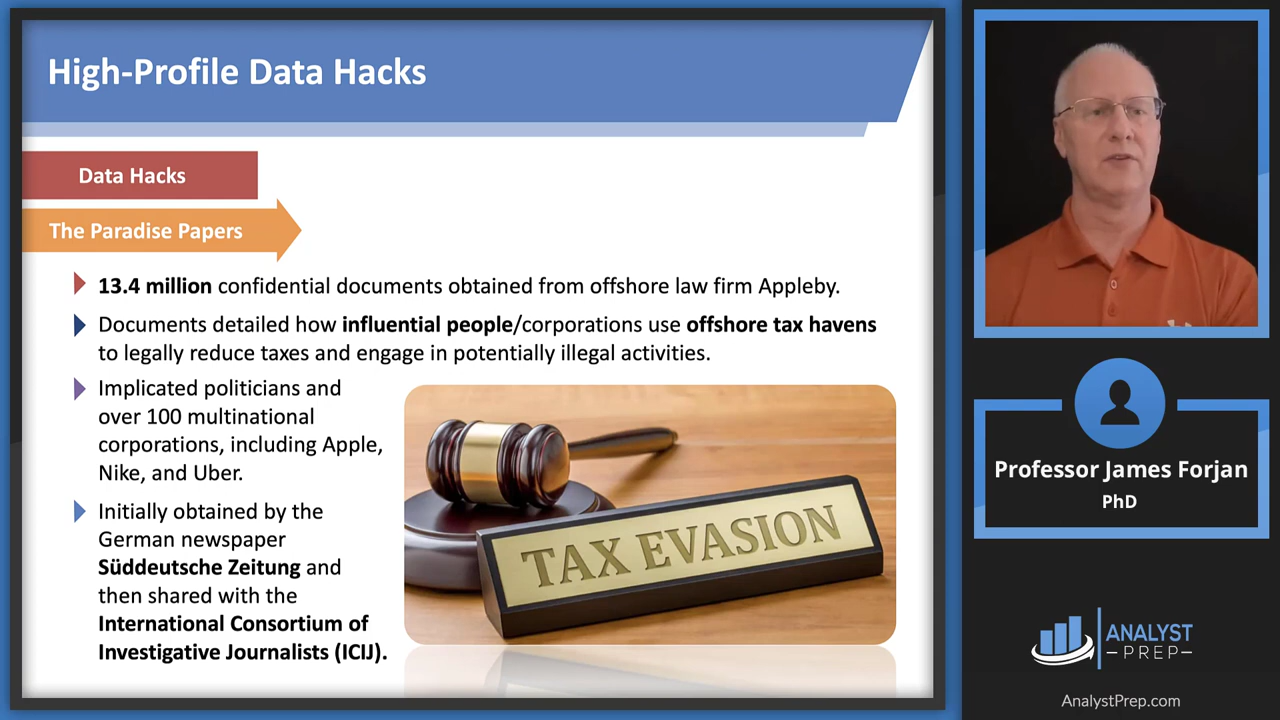 High-Profile Data Hacks
Data Hacks
The Paradise Papers
13.4 million confidential documents obtained from offshore law firm Appleby.
Documents detailed how influential people/corporations use offshore tax havens
to legally reduce taxes and engage in potentially illegal activities.
Implicated politicians and
over 100 multinational
corporations, including Apple,
Nike, and Uber.
Initially obtained by the
German newspaper
Süddeutsche Zeitung and
then shared with the
International Consortium of
Investigative Journalists (ICIJ).
TAX EVASION
Professor James Forjan
PhD
ANALYST
–PREP–
AnalystPrep.com